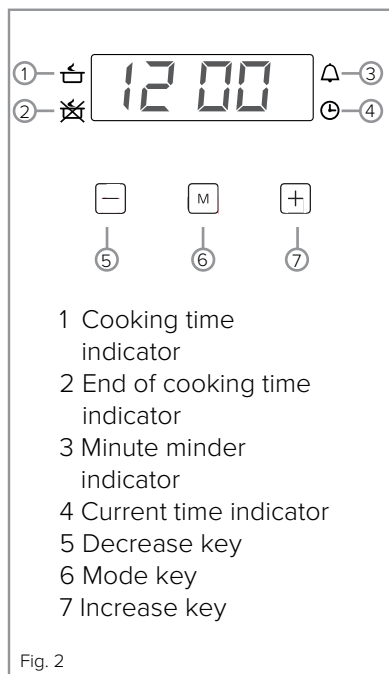 1 12 00 3
2 4
− M +
5 6 7
1 Cooking time
indicator
2 End of cooking time
indicator
3 Minute minder
indicator
4 Current time indicator
5 Decrease key
6 Mode key
7 Increase key
Fig. 2